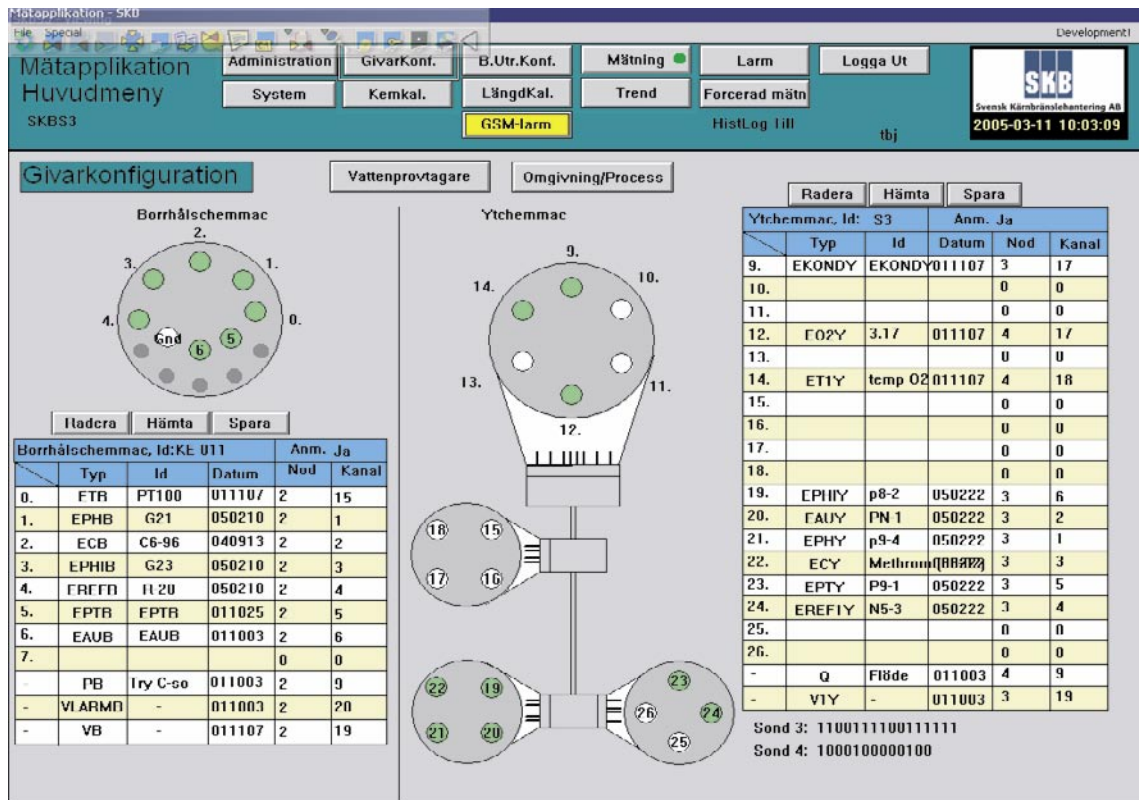 Mätapplikation - SKB
File Special
Development!
Mätapplikation
Huvudmeny
SKBS3
Administration GivarKonf. B.Utr.Konf. Mätning Larm Logga Ut
System Kemkal. LängdKal. Trend Forcerad mätn
GSM-larm HistLog Till tbj
SKB
Svensk Kärnbränslehantering AB
2005-03-11 10:03:09
Givarkonfiguration
Vattenprovtagare Omgivning/Process
Borrhålschemmac
2.
3. 1.
4. 0.
Gnd 6 5
Radera Hämta Spara
Borrhålschemmac, Id: Anm. Ja
Typ Id Datum Nod Kanal
0. ETB PT100 011107 2 15
1. EPHB G21 050210 2 1
2. ECB C6-96 040913 2 2
3. EPHIB G23 050210 2 3
4. EREFB 050210 2 4
5. EPTB EPTB 011025 2 5
6. EAUB EAUB 011003 2 6
7. 0 0
- PB 011003 2 9
- VLARMB - 011003 2 20
- VB - 011107 2 19
Ytchemmac
9.
14. 10.
13. 11.
12.
18 15
17 16
22 19
21 20
23
26 24
25
Radera Hämta Spara
Ytchemmac, Id: S3 Anm. Ja
Typ Id Datum Nod Kanal
9. EKONDY EKONDY 011107 3 17
10. 0 0
11. 0 0
12. EO2Y 3.17 011107 4 17
13. 0 0
14. ET1Y temp O2 011107 4 18
15. 0 0
16. 0 0
17. 0 0
18. 0 0
19. EPHIY p8-2 050222 3 6
20. EAUY PN-1 050222 3 2
21. EPHY p9-4 050222 3 1
22. ECY 3 3
23. EPTY P9-1 050222 3 5
24. EREFIY N5-3 050222 3 4
25. 0 0
26. 0 0
- Q Flöde 011003 4 9
- V1Y - 011003 3 19
Sond 3: 1100111100111111
Sond 4: 1000100000100